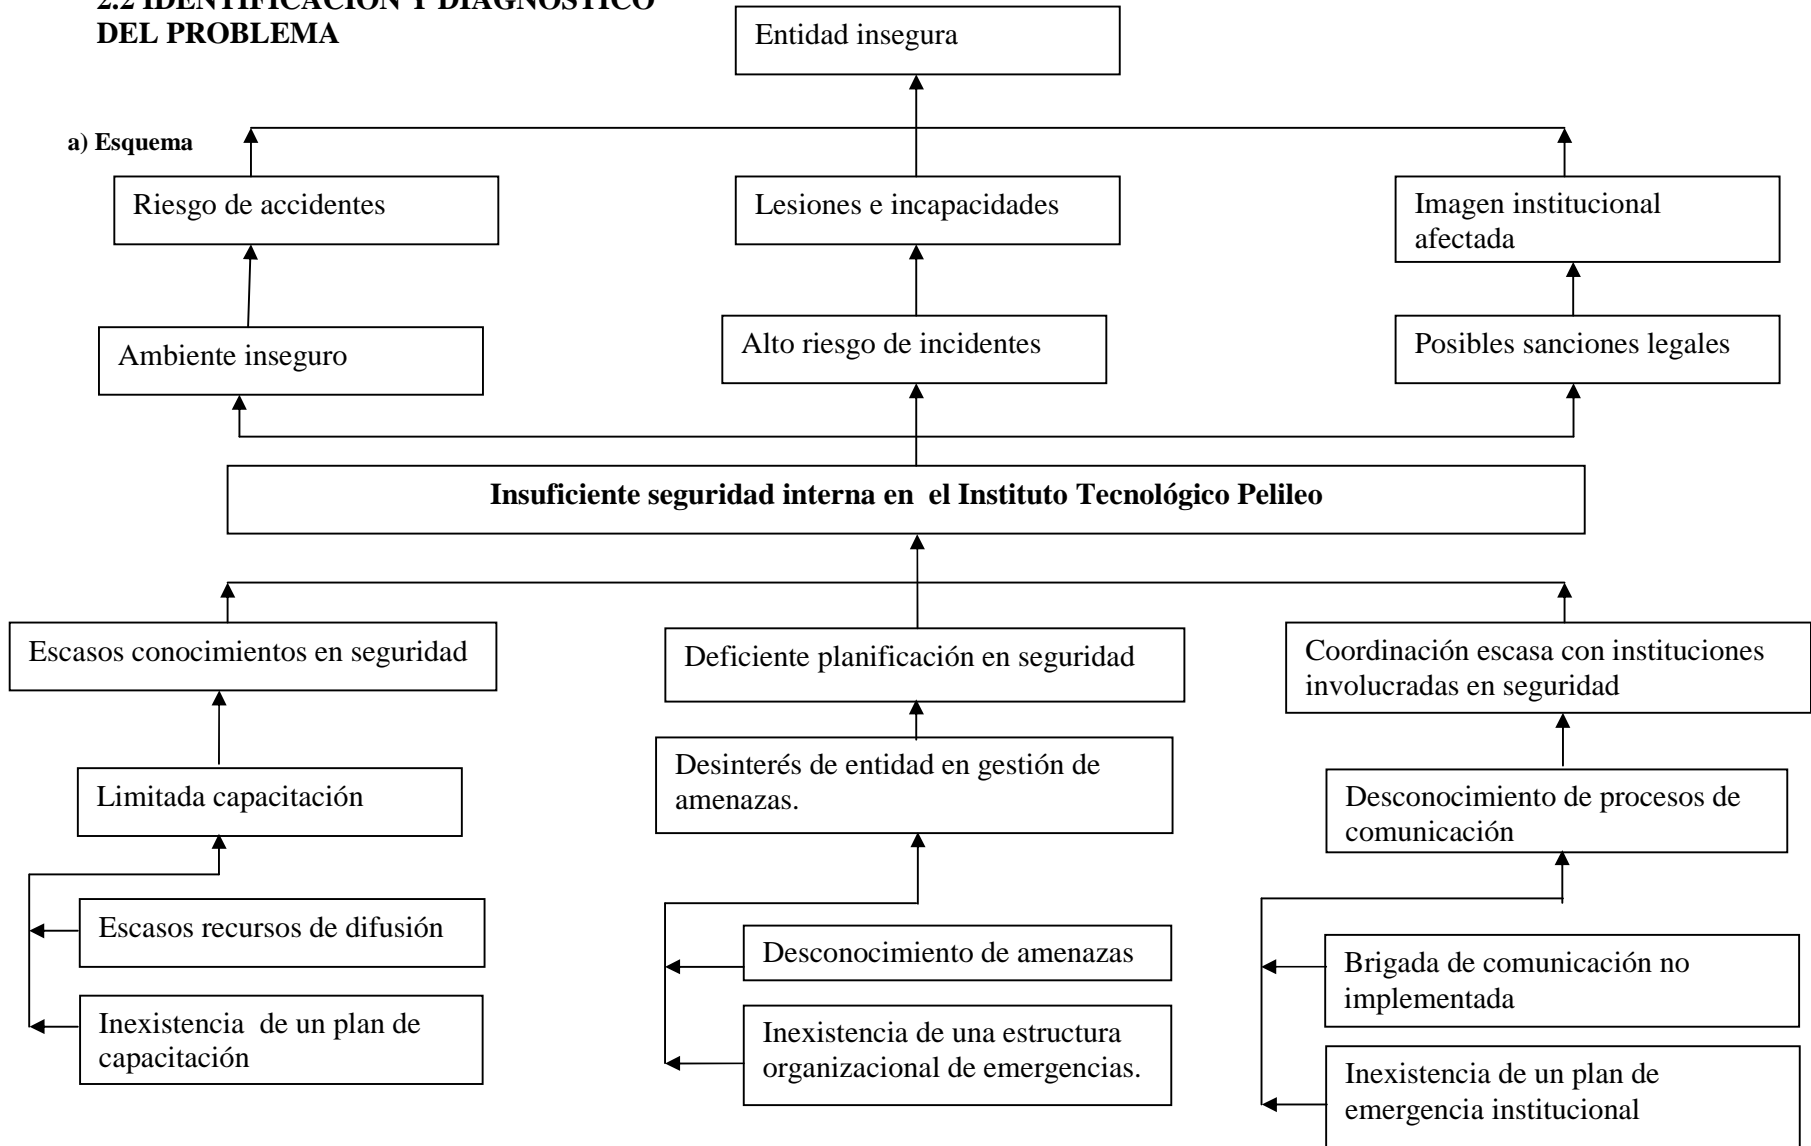 2.2 IDENTIFICACIÓN Y DIAGNÓSTICO
DEL PROBLEMA
Entidad insegura
a) Esquema
Riesgo de accidentes
Lesiones e incapacidades
Imagen institucional
afectada
Ambiente inseguro
Alto riesgo de incidentes
Posibles sanciones legales
Insuficiente seguridad interna en  el Instituto Tecnológico Pelileo
Escasos conocimientos en seguridad
Deficiente planificación en seguridad
Coordinación escasa con instituciones
involucradas en seguridad
Limitada capacitación
Desinterés de entidad en gestión de
amenazas.
Desconocimiento de procesos de
comunicación
Escasos recursos de difusión
Desconocimiento de amenazas
Brigada de comunicación no
implementada
Inexistencia  de un plan de
capacitación
Inexistencia de una estructura
organizacional de emergencias.
Inexistencia de un plan de
emergencia institucional